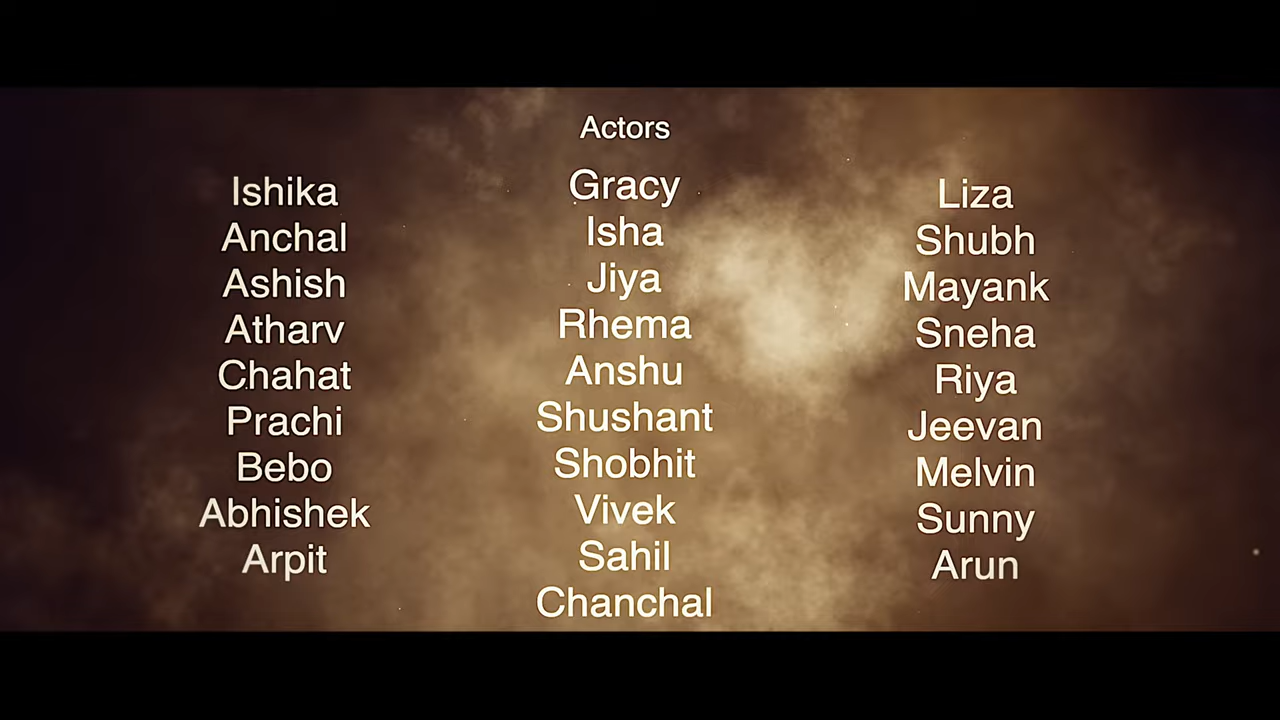 Actors
Ishika
Anchal
Ashish
Atharv
Chahat
Prachi
Bebo
Abhishek
Arpit
Gracy
Isha
Jiya
Rhema
Anshu
Shushant
Shobhit
Vivek
Sahil
Chanchal
Liza
Shubh
Mayank
Sneha
Riya
Jeevan
Melvin
Sunny
Arun